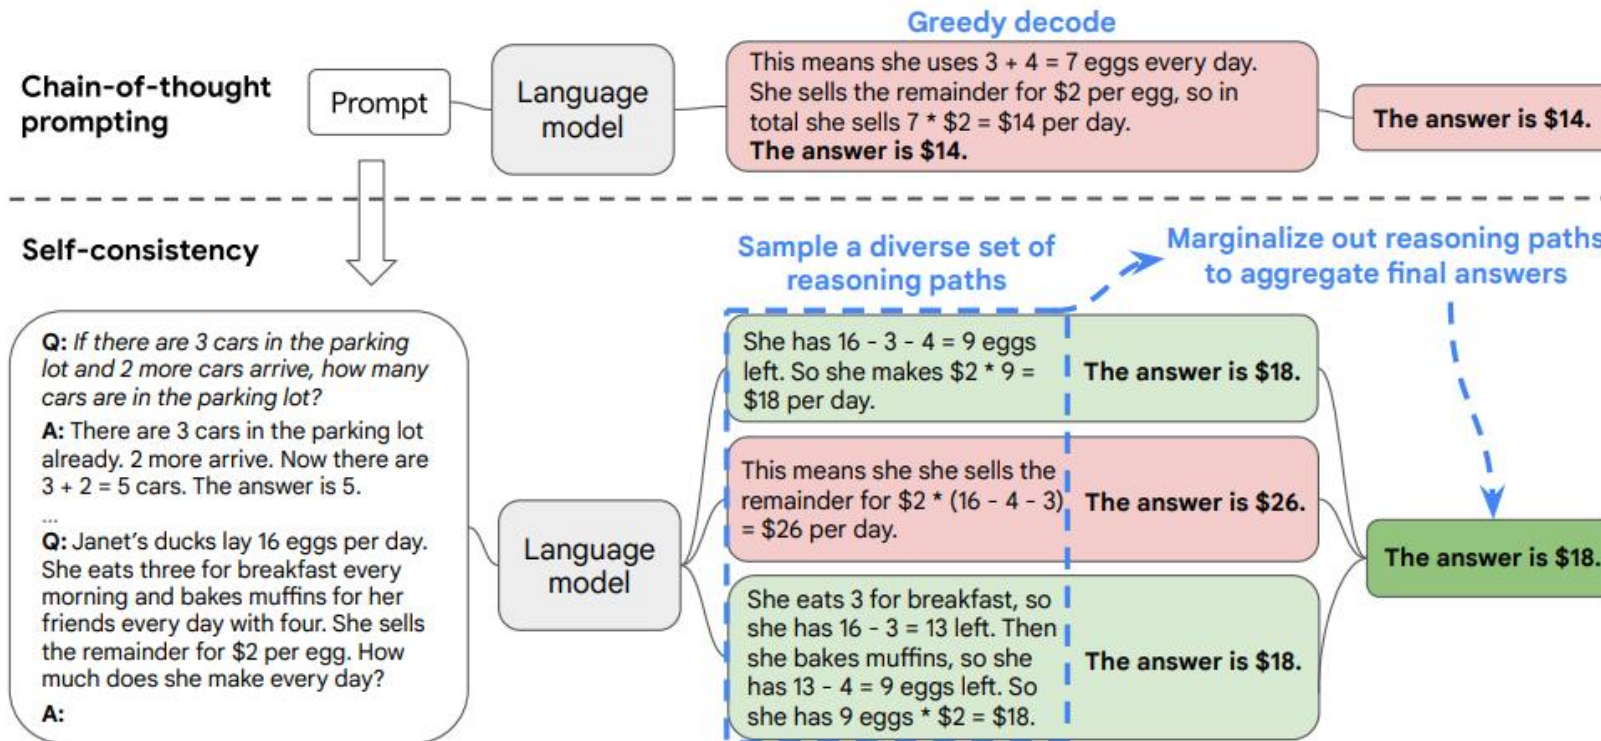 Greedy decode
Chain-of-thought
prompting
Prompt
Language
model
This means she uses 3 + 4 = 7 eggs every day.
She sells the remainder for $2 per egg, so in
total she sells 7 * $2 = $14 per day.
The answer is $14.
The answer is $14.
Self-consistency
Sample a diverse set of
reasoning paths
Marginalize out reasoning paths
to aggregate final answers
Q: If there are 3 cars in the parking
lot and 2 more cars arrive, how many
cars are in the parking lot?
A: There are 3 cars in the parking lot
already. 2 more arrive. Now there are
3 + 2 = 5 cars. The answer is 5.
...
Q: Janet's ducks lay 16 eggs per day.
She eats three for breakfast every
morning and bakes muffins for her
friends every day with four. She sells
the remainder for $2 per egg. How
much does she make every day?
A:
Language
model
She has 16 - 3 - 4 = 9 eggs
left. So she makes $2 * 9 =
$18 per day.
The answer is $18.
This means she she sells the
remainder for $2 * (16 - 4 - 3)
= $26 per day.
The answer is $26.
She eats 3 for breakfast, so
she has 16 - 3 = 13 left. Then
she bakes muffins, so she
has 13 - 4 = 9 eggs left. So
she has 9 eggs * $2 = $18.
The answer is $18.
The answer is $18.